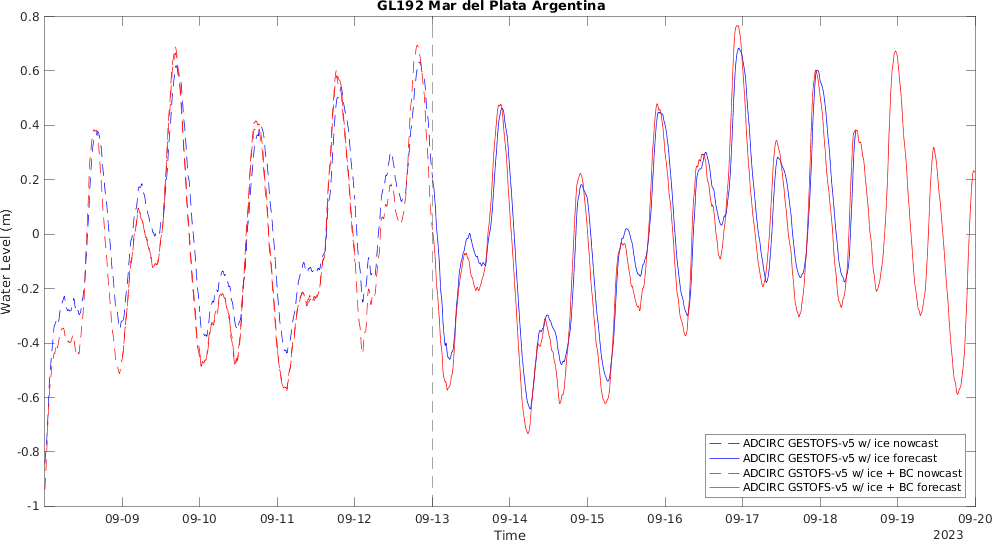 GL192 Mar del Plata Argentina
0.8
0.6
0.4
0.2
0
-0.2
-0.4
-0.6
-0.8
-1
Water Level (m)
ADCIRC GESTOFS-v5 w/ ice nowcast
ADCIRC GESTOFS-v5 w/ ice forecast
ADCIRC GSTOFS-v5 w/ ice + BC nowcast
ADCIRC GSTOFS-v5 w/ ice + BC forecast
09-09 09-10 09-11 09-12 09-13 09-14 09-15 09-16 09-17 09-18 09-19 09-20
Time
2023